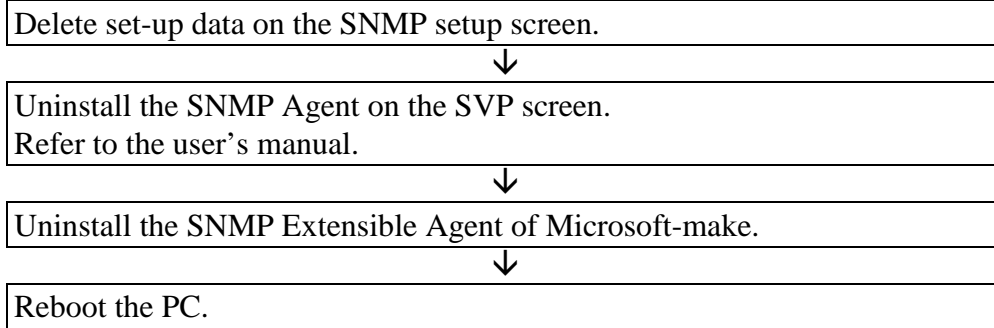 Delete set-up data on the SNMP setup screen.
↓
Uninstall the SNMP Agent on the SVP screen.
Refer to the user’s manual.
↓
Uninstall the SNMP Extensible Agent of Microsoft-make.
↓
Reboot the PC.